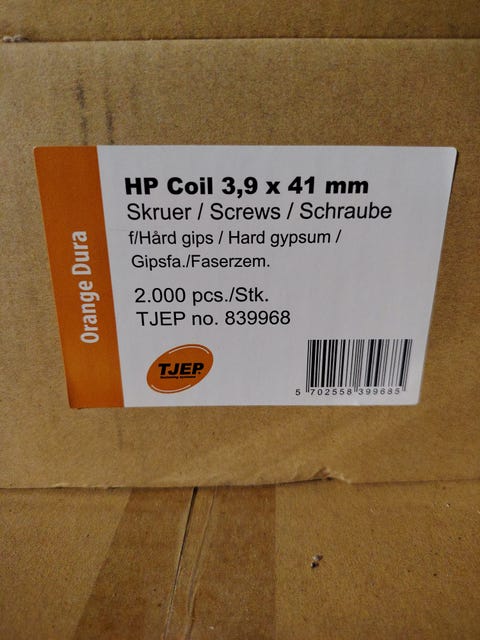 Orange Dura
HP Coil 3,9 x 41 mm
Skruer / Screws / Schraube
f/Hård gips / Hard gypsum /
Gipsfa./Faserzem.
2.000 pcs./Stk.
TJEP no. 839968
TJEP
5 702558 399685